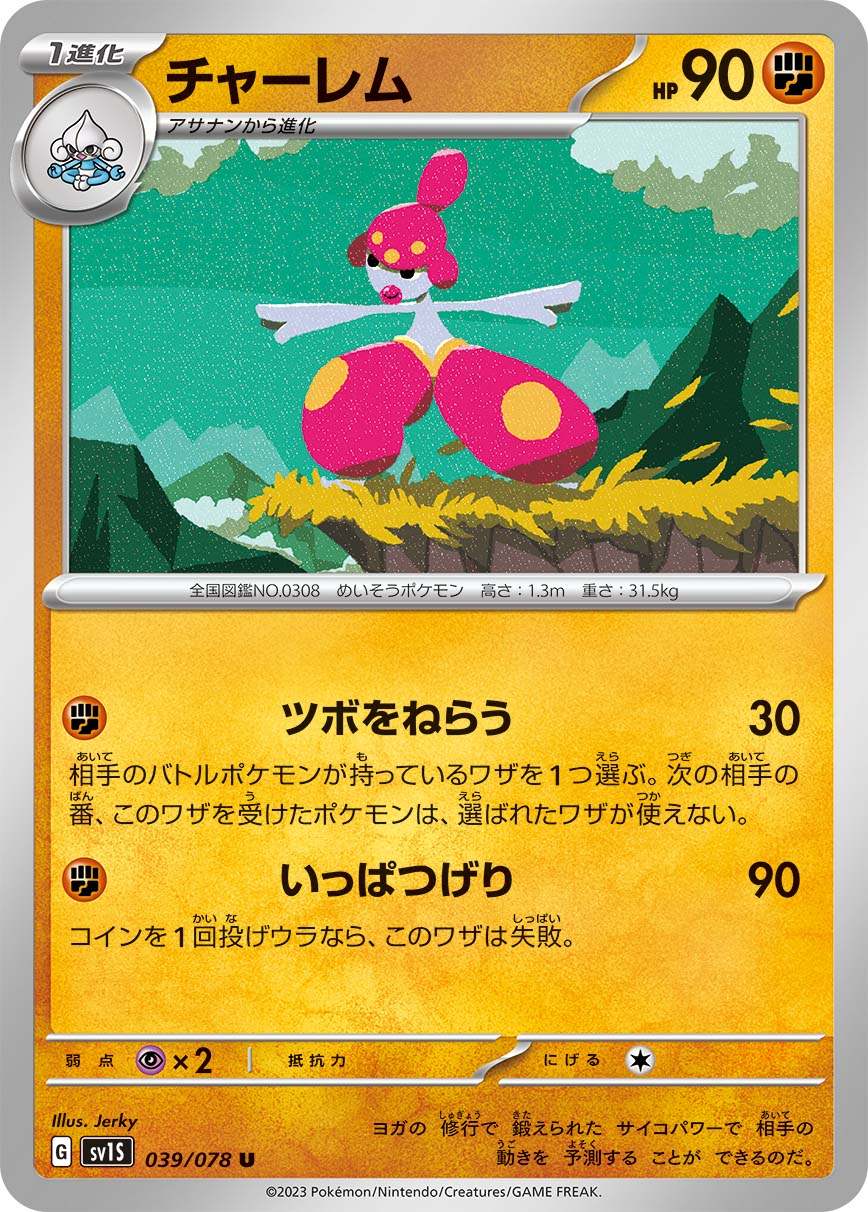 1進化
チャーレム
HP 90
アサナンから進化
全国図鑑NO.0308 めいそうポケモン 高さ:1.3m 重さ:31.5kg
ツボをねらう 30
相手のバトルポケモンが持っているワザを1つ選ぶ。次の相手の
番、このワザを受けたポケモンは、選ばれたワザが使えない。
いっぱつげり 90
コインを1回投げウラなら、このワザは失敗。
弱点 ×2 抵抗力 にげる
Illus. Jerky
ヨガの 修行で 鍛えられた サイコパワーで 相手の
動きを 予測する ことが できるのだ。
G sv1S 039/078 U
©2023 Pokémon/Nintendo/Creatures/GAME FREAK.